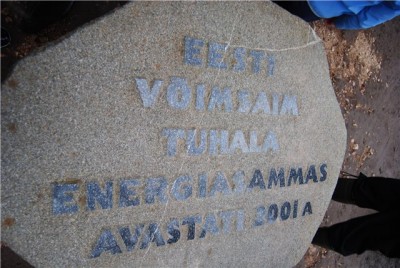 EESTI
VÕIMSAIM
TUHALA
ENERGIASAMMAS
AVASTATI 2001 A